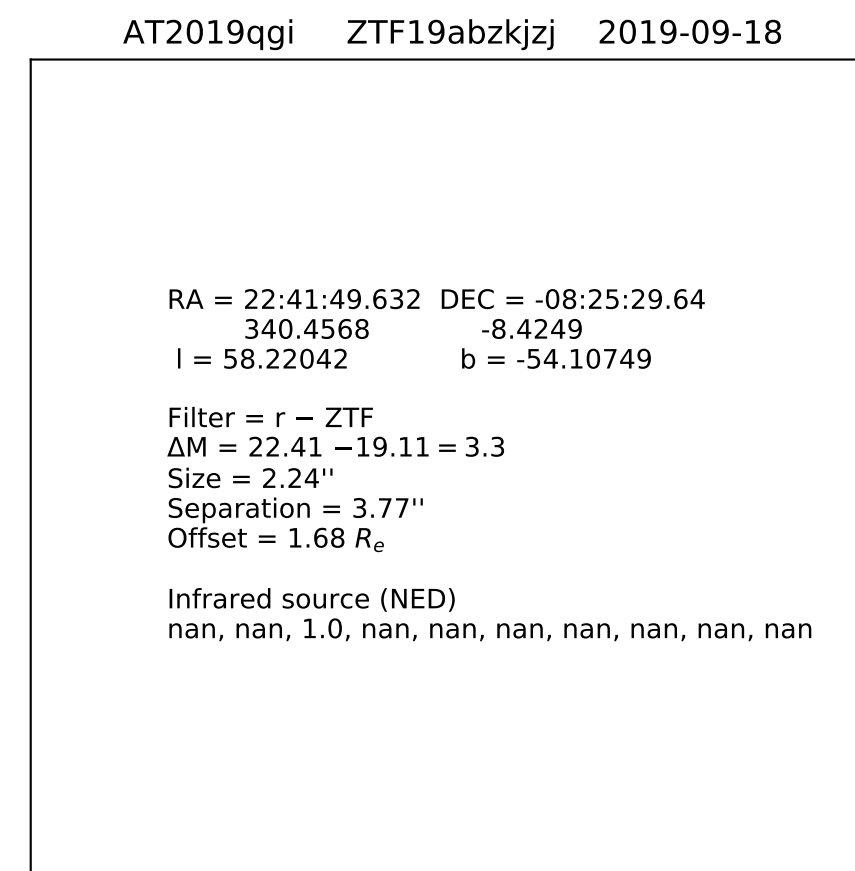 AT2019qgi ZTF19abzkjzj 2019-09-18
RA = 22:41:49.632 DEC = -08:25:29.64
340.4568 -8.4249
l = 58.22042 b = -54.10749
Filter = r − ZTF
ΔM = 22.41 −19.11 = 3.3
Size = 2.24''
Separation = 3.77''
Offset = 1.68 Re
Infrared source (NED)
nan, nan, 1.0, nan, nan, nan, nan, nan, nan, nan